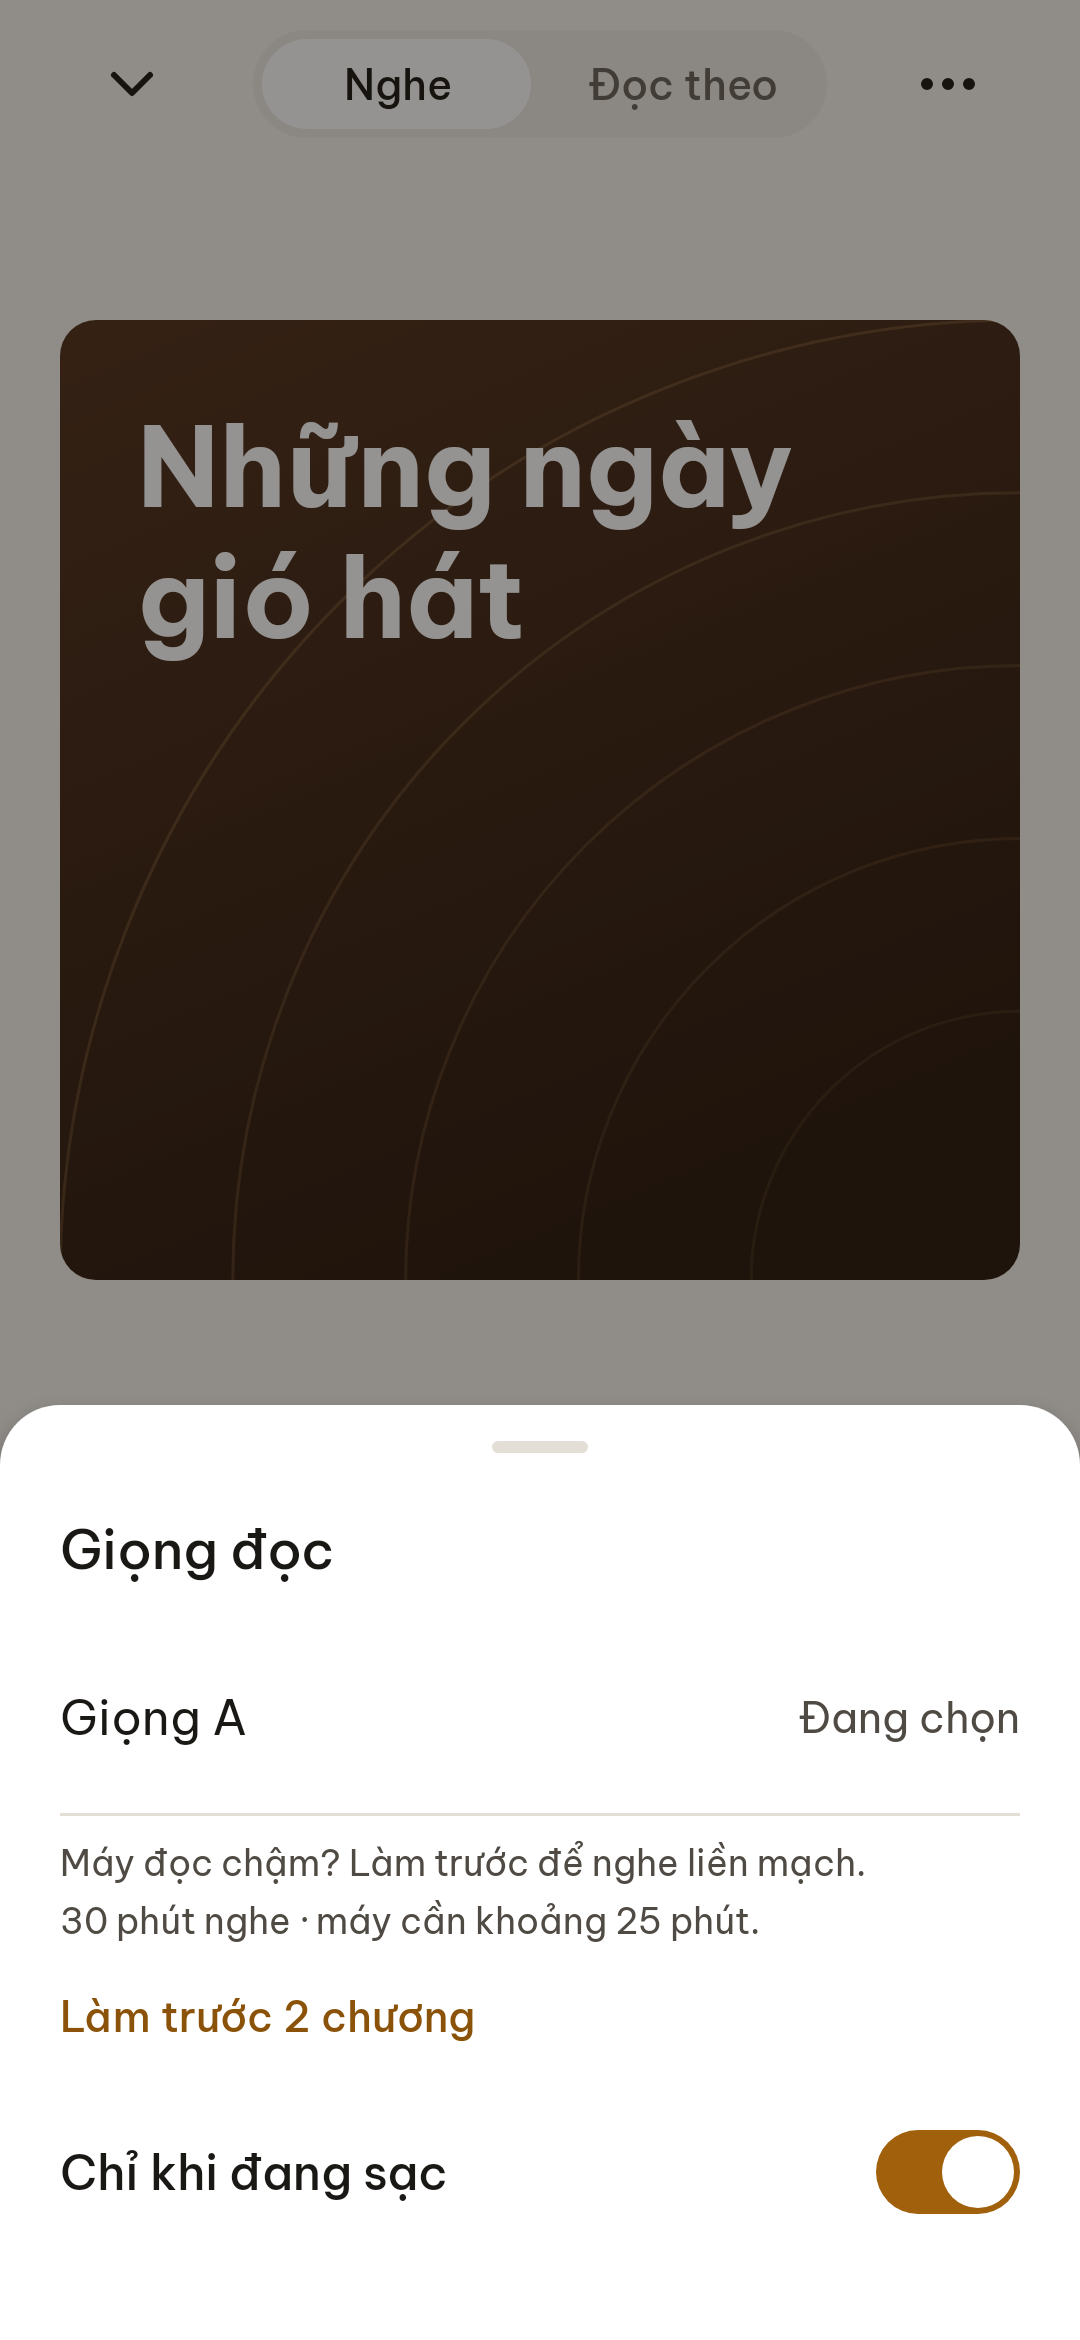 Nghe
Đọc theo
Những ngày
gió hát
Giọng đọc
Giọng A
Đang chọn
Máy đọc chậm? Làm trước để nghe liền mạch.
30 phút nghe · máy cần khoảng 25 phút.
Làm trước 2 chương
Chỉ khi đang sạc